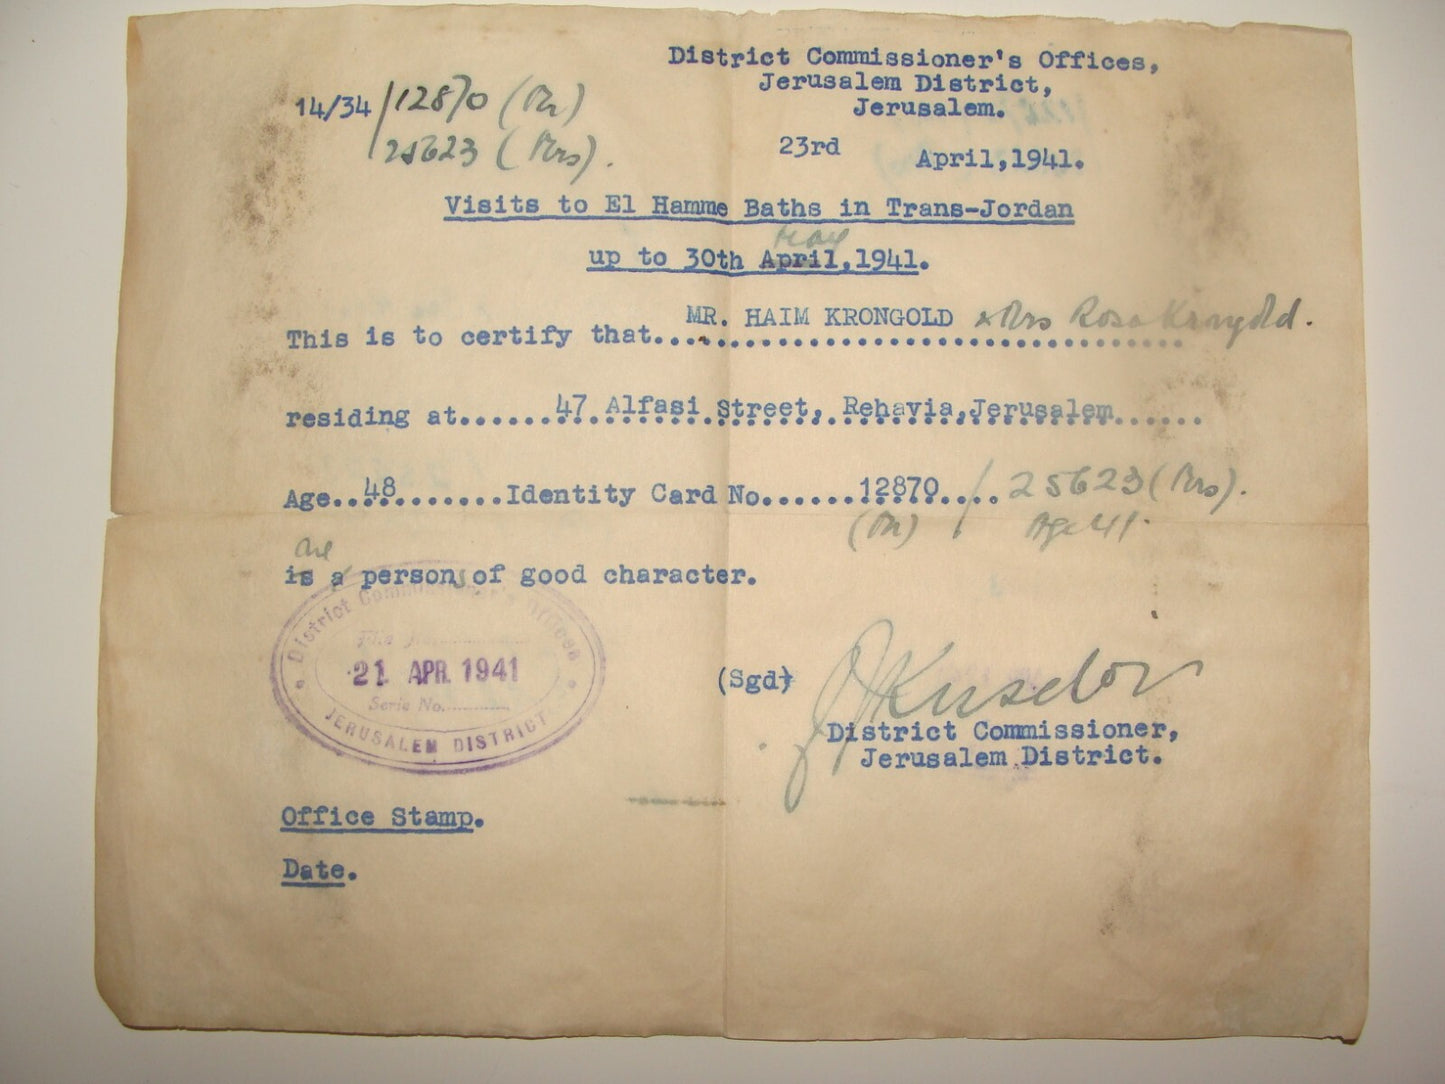 District Commissioner's Offices,
Jerusalem District,
Jerusalem.
14/34/12870 (Mr)
25623 (Mrs).
23rd April,1941.
Visits to El Hamme Baths in Trans-Jordan
May
up to 30th April,1941.
MR. HAIM KRONGOLD & Mrs Rosa Krongold.
This is to certify that
residing at......47 Alfasi Street, Rehavia,Jerusalem......
Age..48.......Identity Card No......12870..../ 25623 (Mrs).
(Mr) / Age 41.
are
is a persons of good character.
District Commissioner's Offices
21 APR. 1941
Serie No.
JERUSALEM DISTRICT
(Sgd)
District Commissioner,
Jerusalem District.
Office Stamp.
Date.